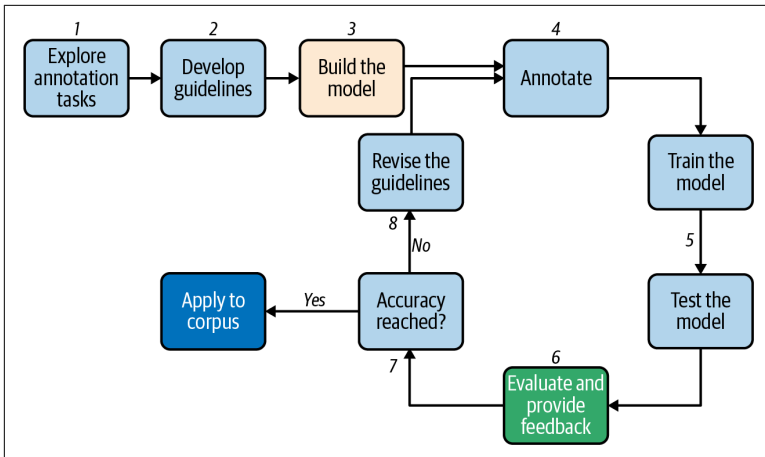 1
Explore
annotation
tasks
2
Develop
guidelines
3
Build the
model
4
Annotate
Train the
model
5
Test the
model
6
Evaluate and
provide
feedback
7
Accuracy
reached?
Yes
Apply to
corpus
No
8
Revise the
guidelines